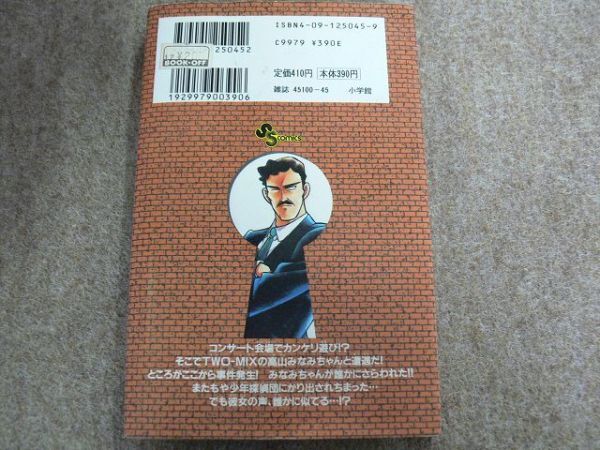 ISBN4-09-125045-9
C9979 ¥390E
250452
BOOK-OFF
定価410円 本体390円
雑誌 45100-45 小学館
1929979003906
S.S.COMICS
コンサート会場でカンケリ遊び!?
そこでTWO-MIXの高山みなみちゃんと遭遇だ!
ところがここから事件発生! みなみちゃんが誰かにさらわれた!!
またもや少年探偵団にかり出されちまった…
でも彼女の声、誰かに似てる…!?